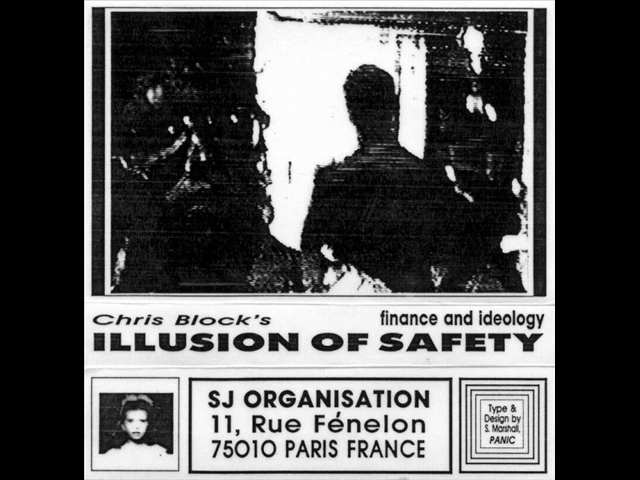 Chris Block's
finance and ideology
ILLUSION OF SAFETY
SJ ORGANISATION
11, Rue Fénelon
75010 PARIS FRANCE
Type &
Design by
S. Marshall,
PANIC